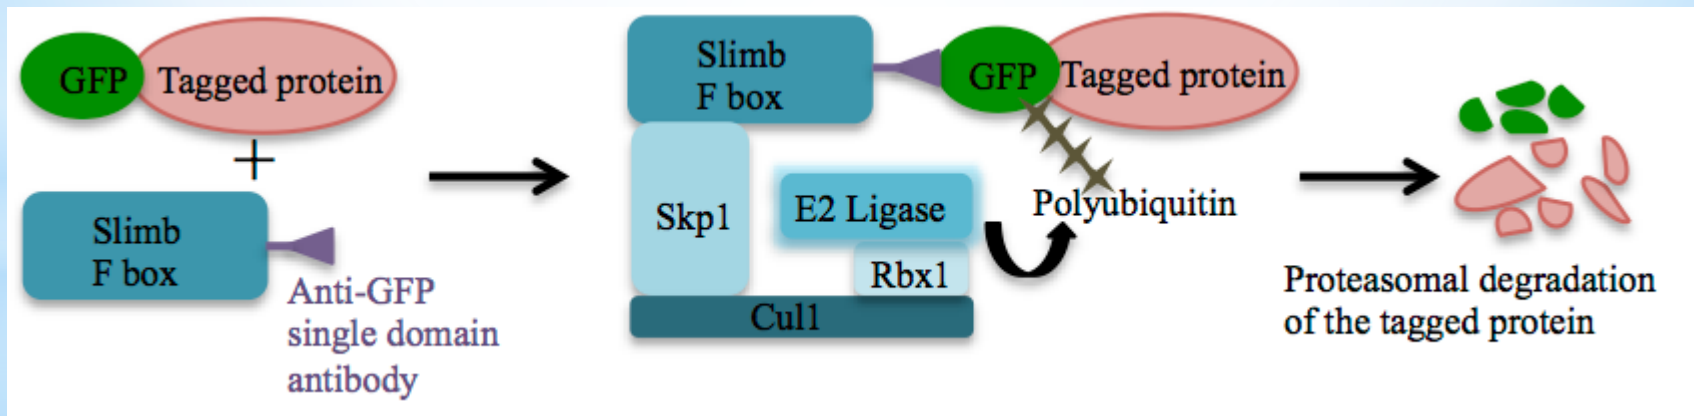 GFP
Tagged protein
+
Slimb
F box
Anti-GFP
single domain
antibody
Slimb
F box
GFP
Tagged protein
Skp1
E2 Ligase
Polyubiquitin
Rbx1
Cul1
Proteasomal degradation
of the tagged protein